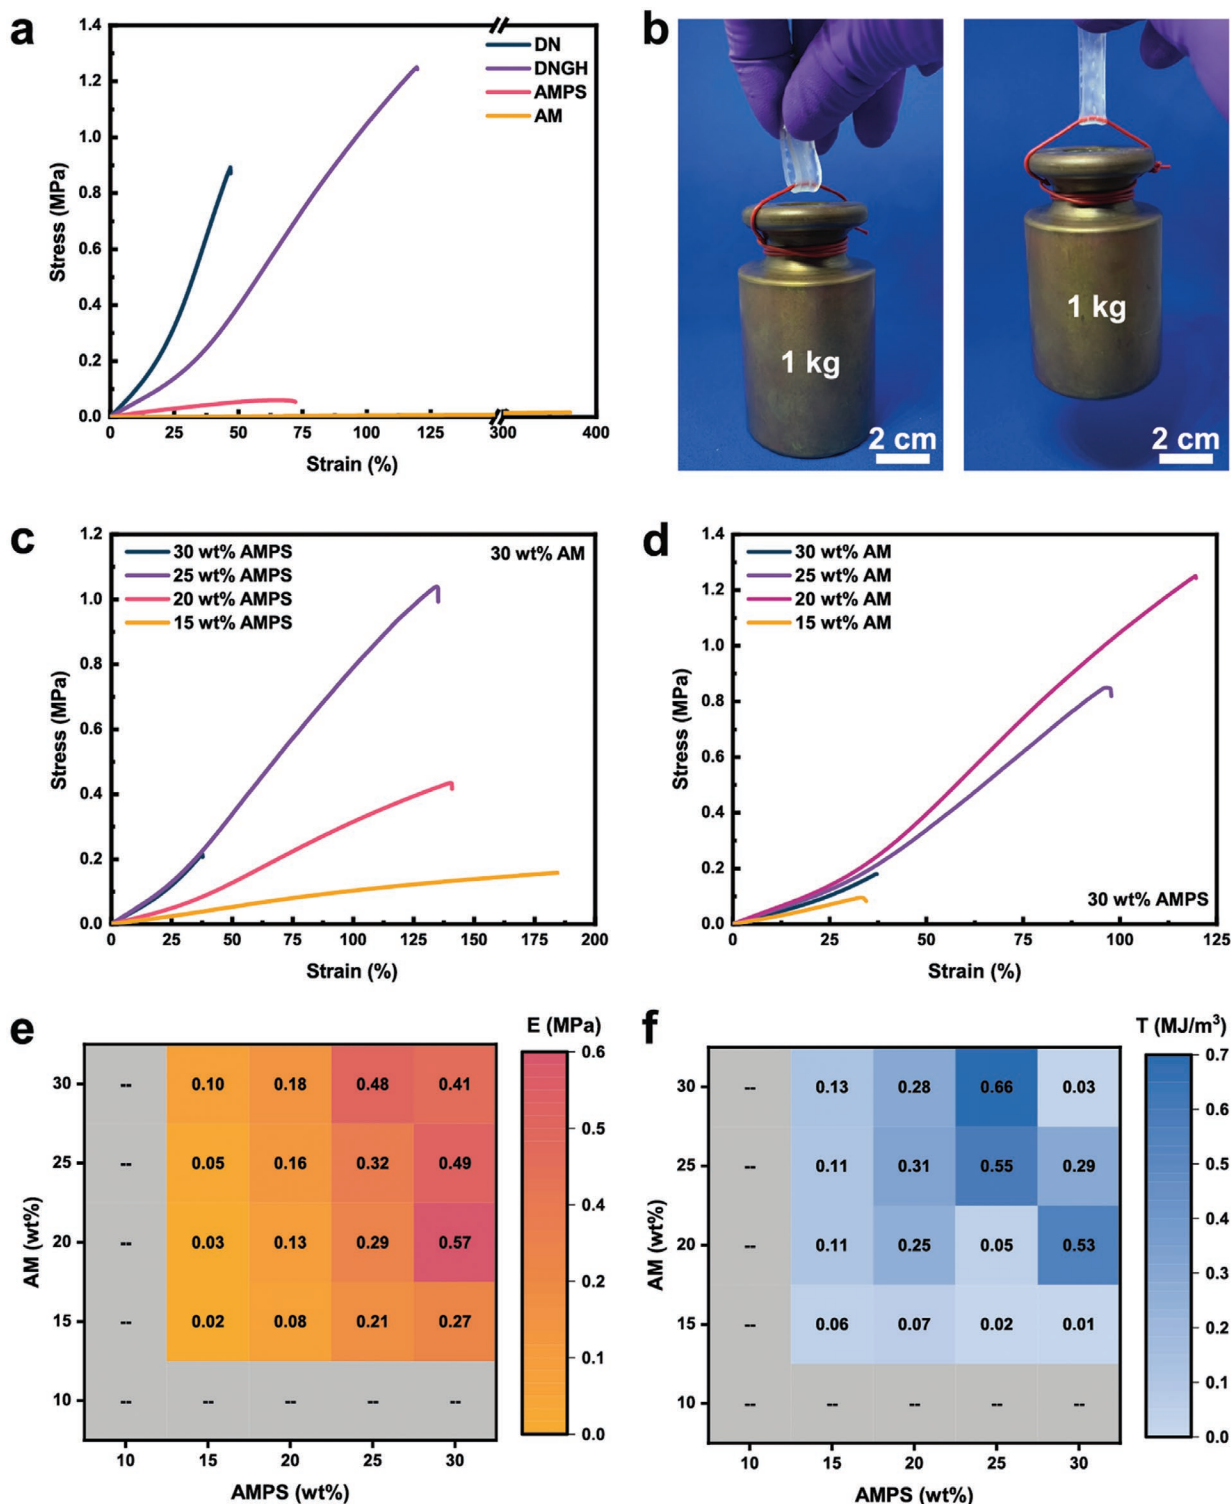 a
1.4
1.2
1.0
0.8
0.6
0.4
0.2
0.0
Stress (MPa)
0 25 50 75 100 125 300 400
Strain (%)
DN
DNGH
AMPS
AM
b
1 kg
2 cm
1 kg
2 cm
c
1.2
1.0
0.8
0.6
0.4
0.2
0.0
Stress (MPa)
0 25 50 75 100 125 150 175 200
Strain (%)
30 wt% AMPS
25 wt% AMPS
20 wt% AMPS
15 wt% AMPS
30 wt% AM
d
1.4
1.2
1.0
0.8
0.6
0.4
0.2
0.0
Stress (MPa)
0 25 50 75 100 125
Strain (%)
30 wt% AM
25 wt% AM
20 wt% AM
15 wt% AM
30 wt% AMPS
e
E (MPa)
30 -- 0.10 0.18 0.48 0.41
25 -- 0.05 0.16 0.32 0.49
20 -- 0.03 0.13 0.29 0.57
15 -- 0.02 0.08 0.21 0.27
10 -- -- -- -- --
AM (wt%)
10 15 20 25 30
AMPS (wt%)
0.6
0.5
0.4
0.2
0.1
0.0
f
T (MJ/m³)
30 -- 0.13 0.28 0.66 0.03
25 -- 0.11 0.31 0.55 0.29
20 -- 0.11 0.25 0.05 0.53
15 -- 0.06 0.07 0.02 0.01
10 -- -- -- -- --
AM (wt%)
10 15 20 25 30
AMPS (wt%)
0.7
0.6
0.5
0.4
0.3
0.2
0.1
0.0